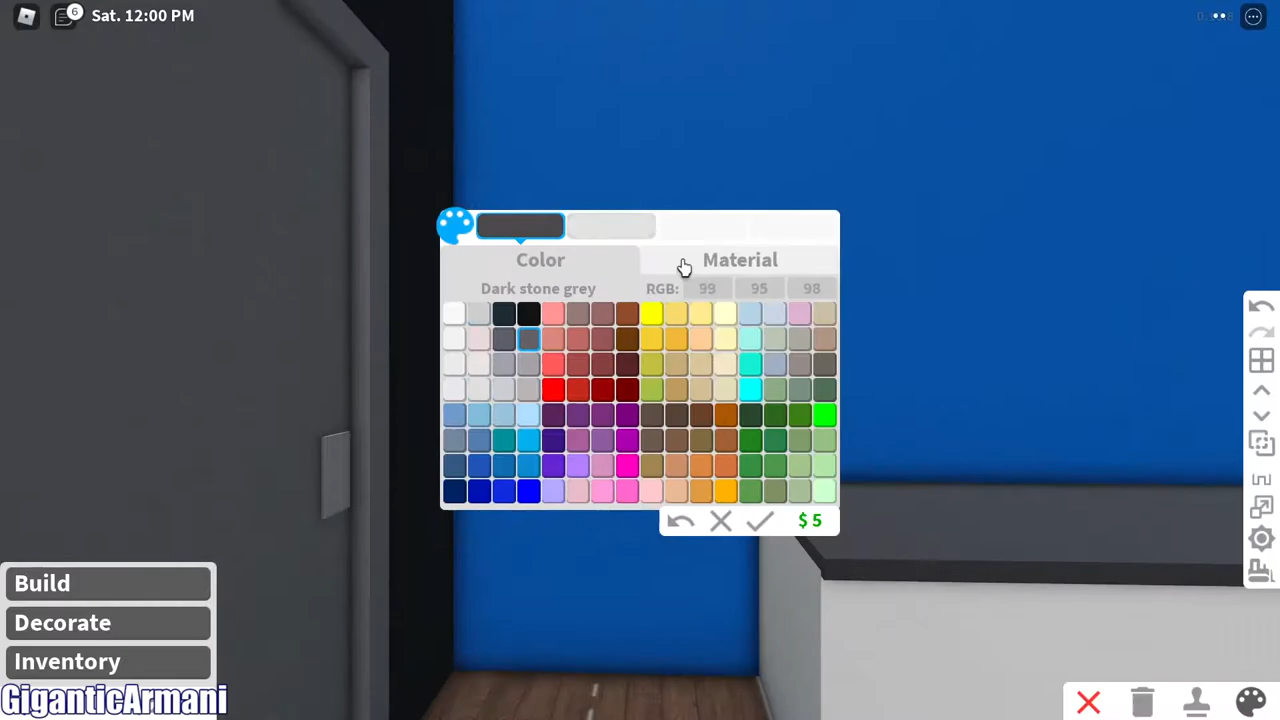 6 Sat. 12:00 PM
Color Material
Dark stone grey RGB: 99 95 98
$ 5
Build
Decorate
Inventory
GiganticArmani